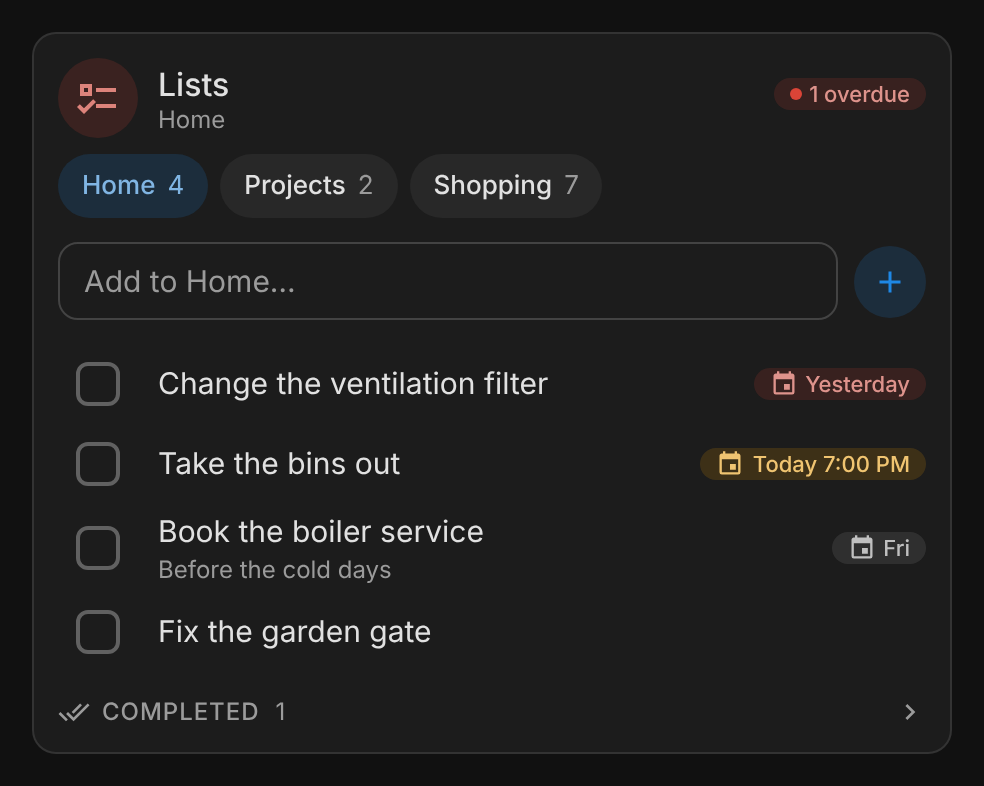 Lists
Home
1 overdue
Home 4
Projects 2
Shopping 7
Add to Home...
Change the ventilation filter
Yesterday
Take the bins out
Today 7:00 PM
Book the boiler service
Before the cold days
Fri
Fix the garden gate
COMPLETED 1